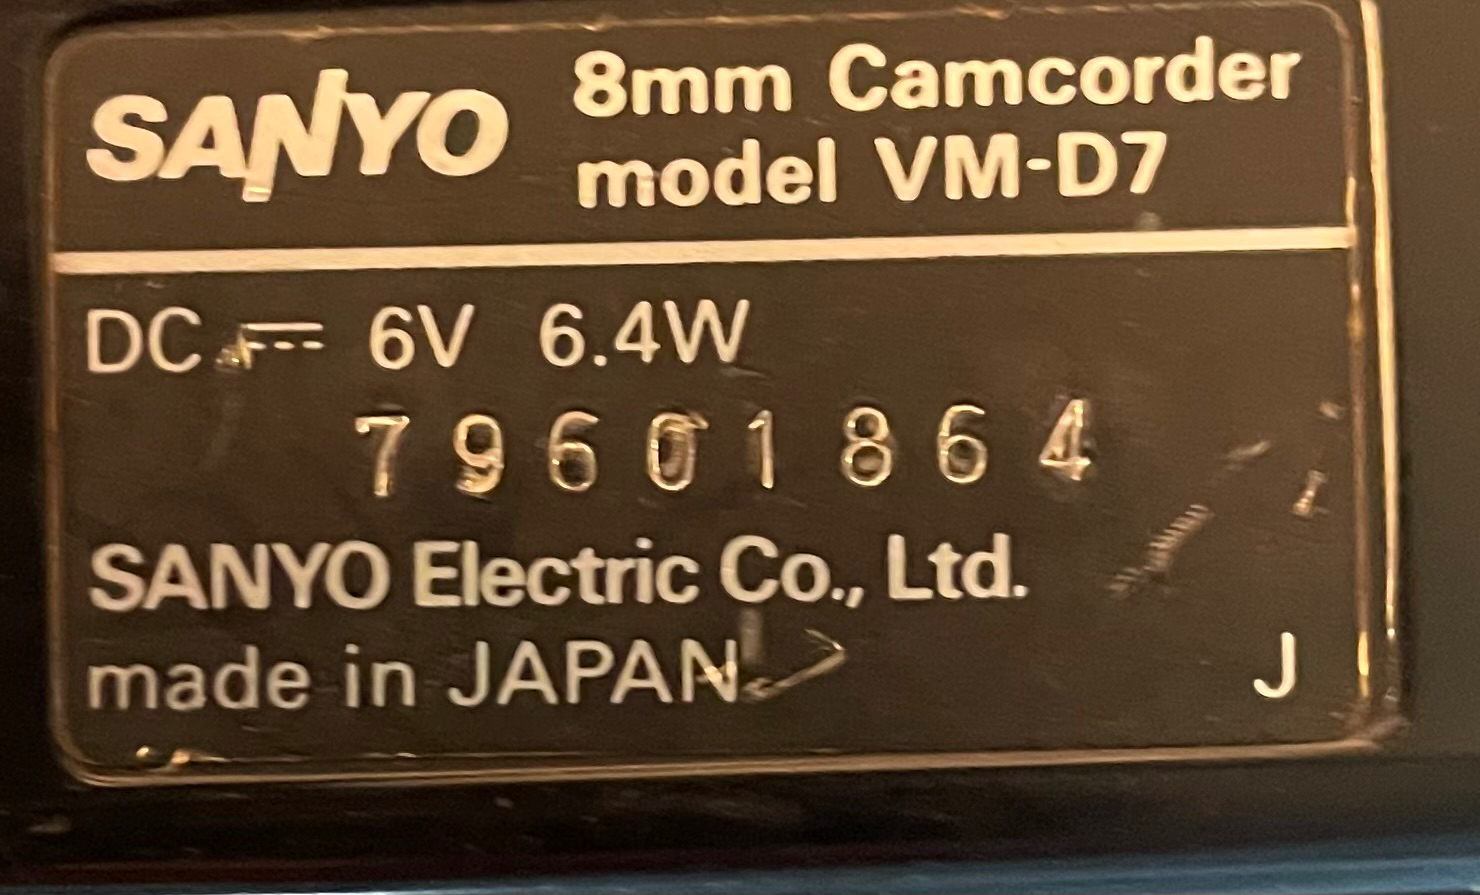 SANYO
8mm Camcorder
model VM-D7
DC ⎓ 6V 6.4W
79601864
SANYO Electric Co., Ltd.
made in JAPAN
J